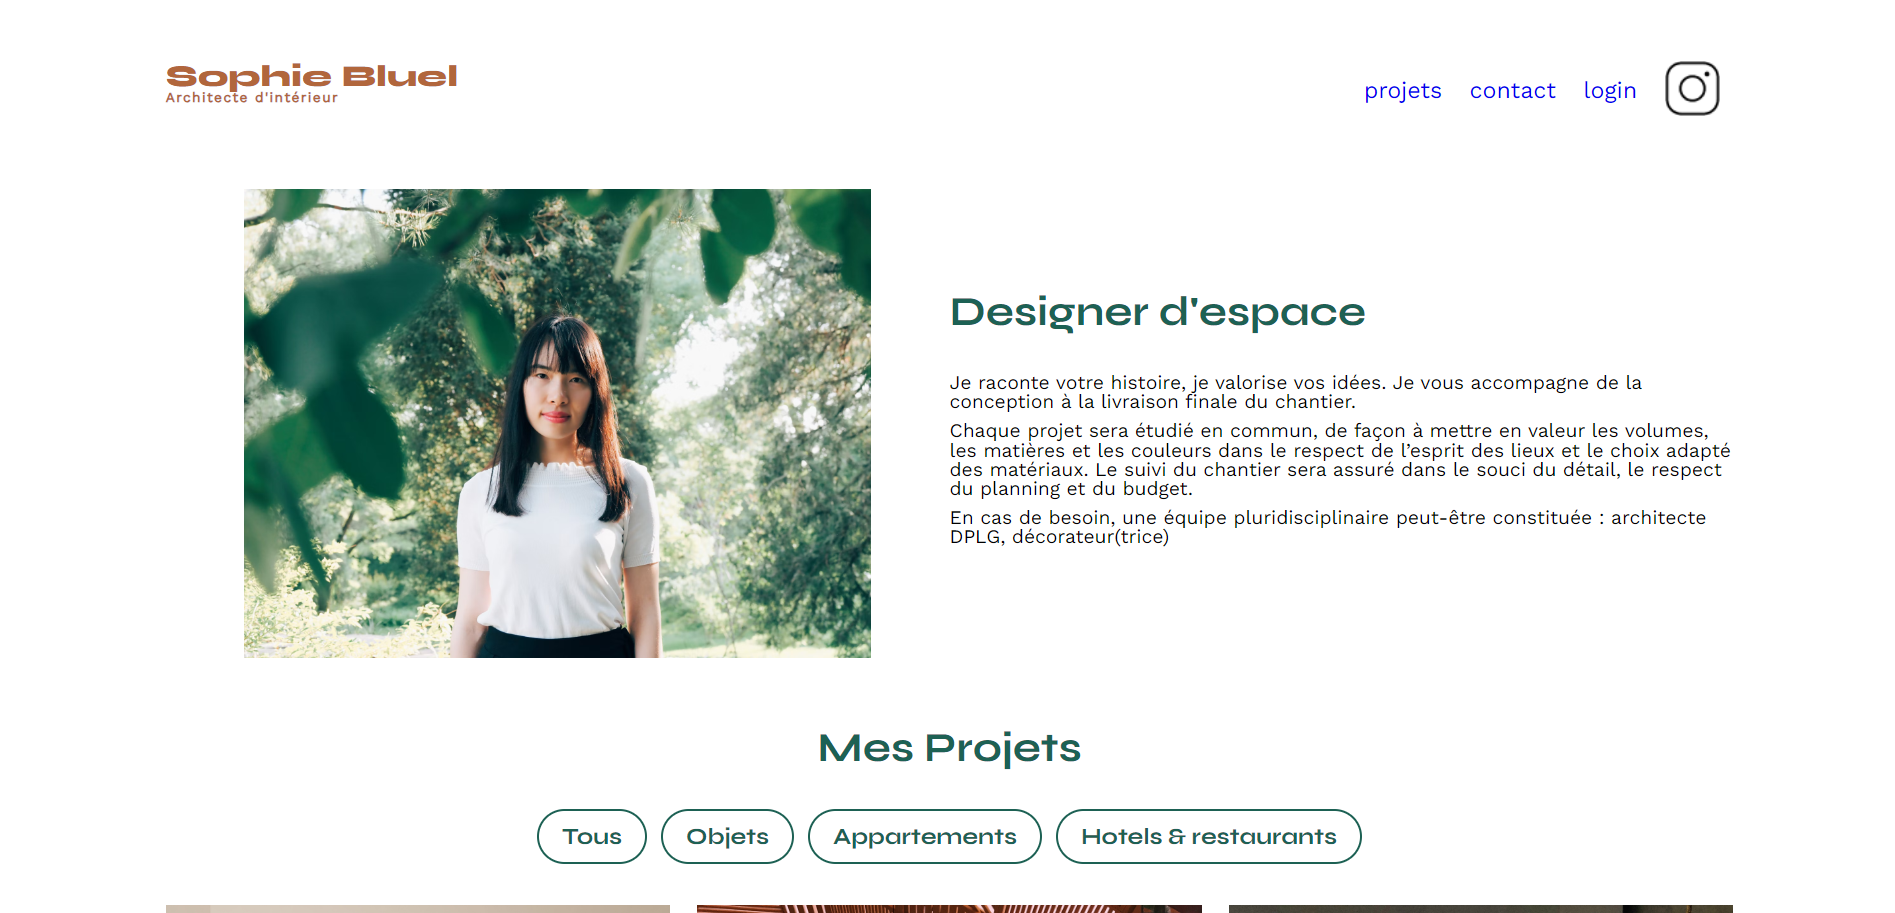 Sophie Bluel
Architecte d'intérieur
projets contact login
Designer d'espace
Je raconte votre histoire, je valorise vos idées. Je vous accompagne de la
conception à la livraison finale du chantier.
Chaque projet sera étudié en commun, de façon à mettre en valeur les volumes,
les matières et les couleurs dans le respect de l’esprit des lieux et le choix adapté
des matériaux. Le suivi du chantier sera assuré dans le souci du détail, le respect
du planning et du budget.
En cas de besoin, une équipe pluridisciplinaire peut-être constituée : architecte
DPLG, décorateur(trice)
Mes Projets
Tous Objets Appartements Hotels & restaurants